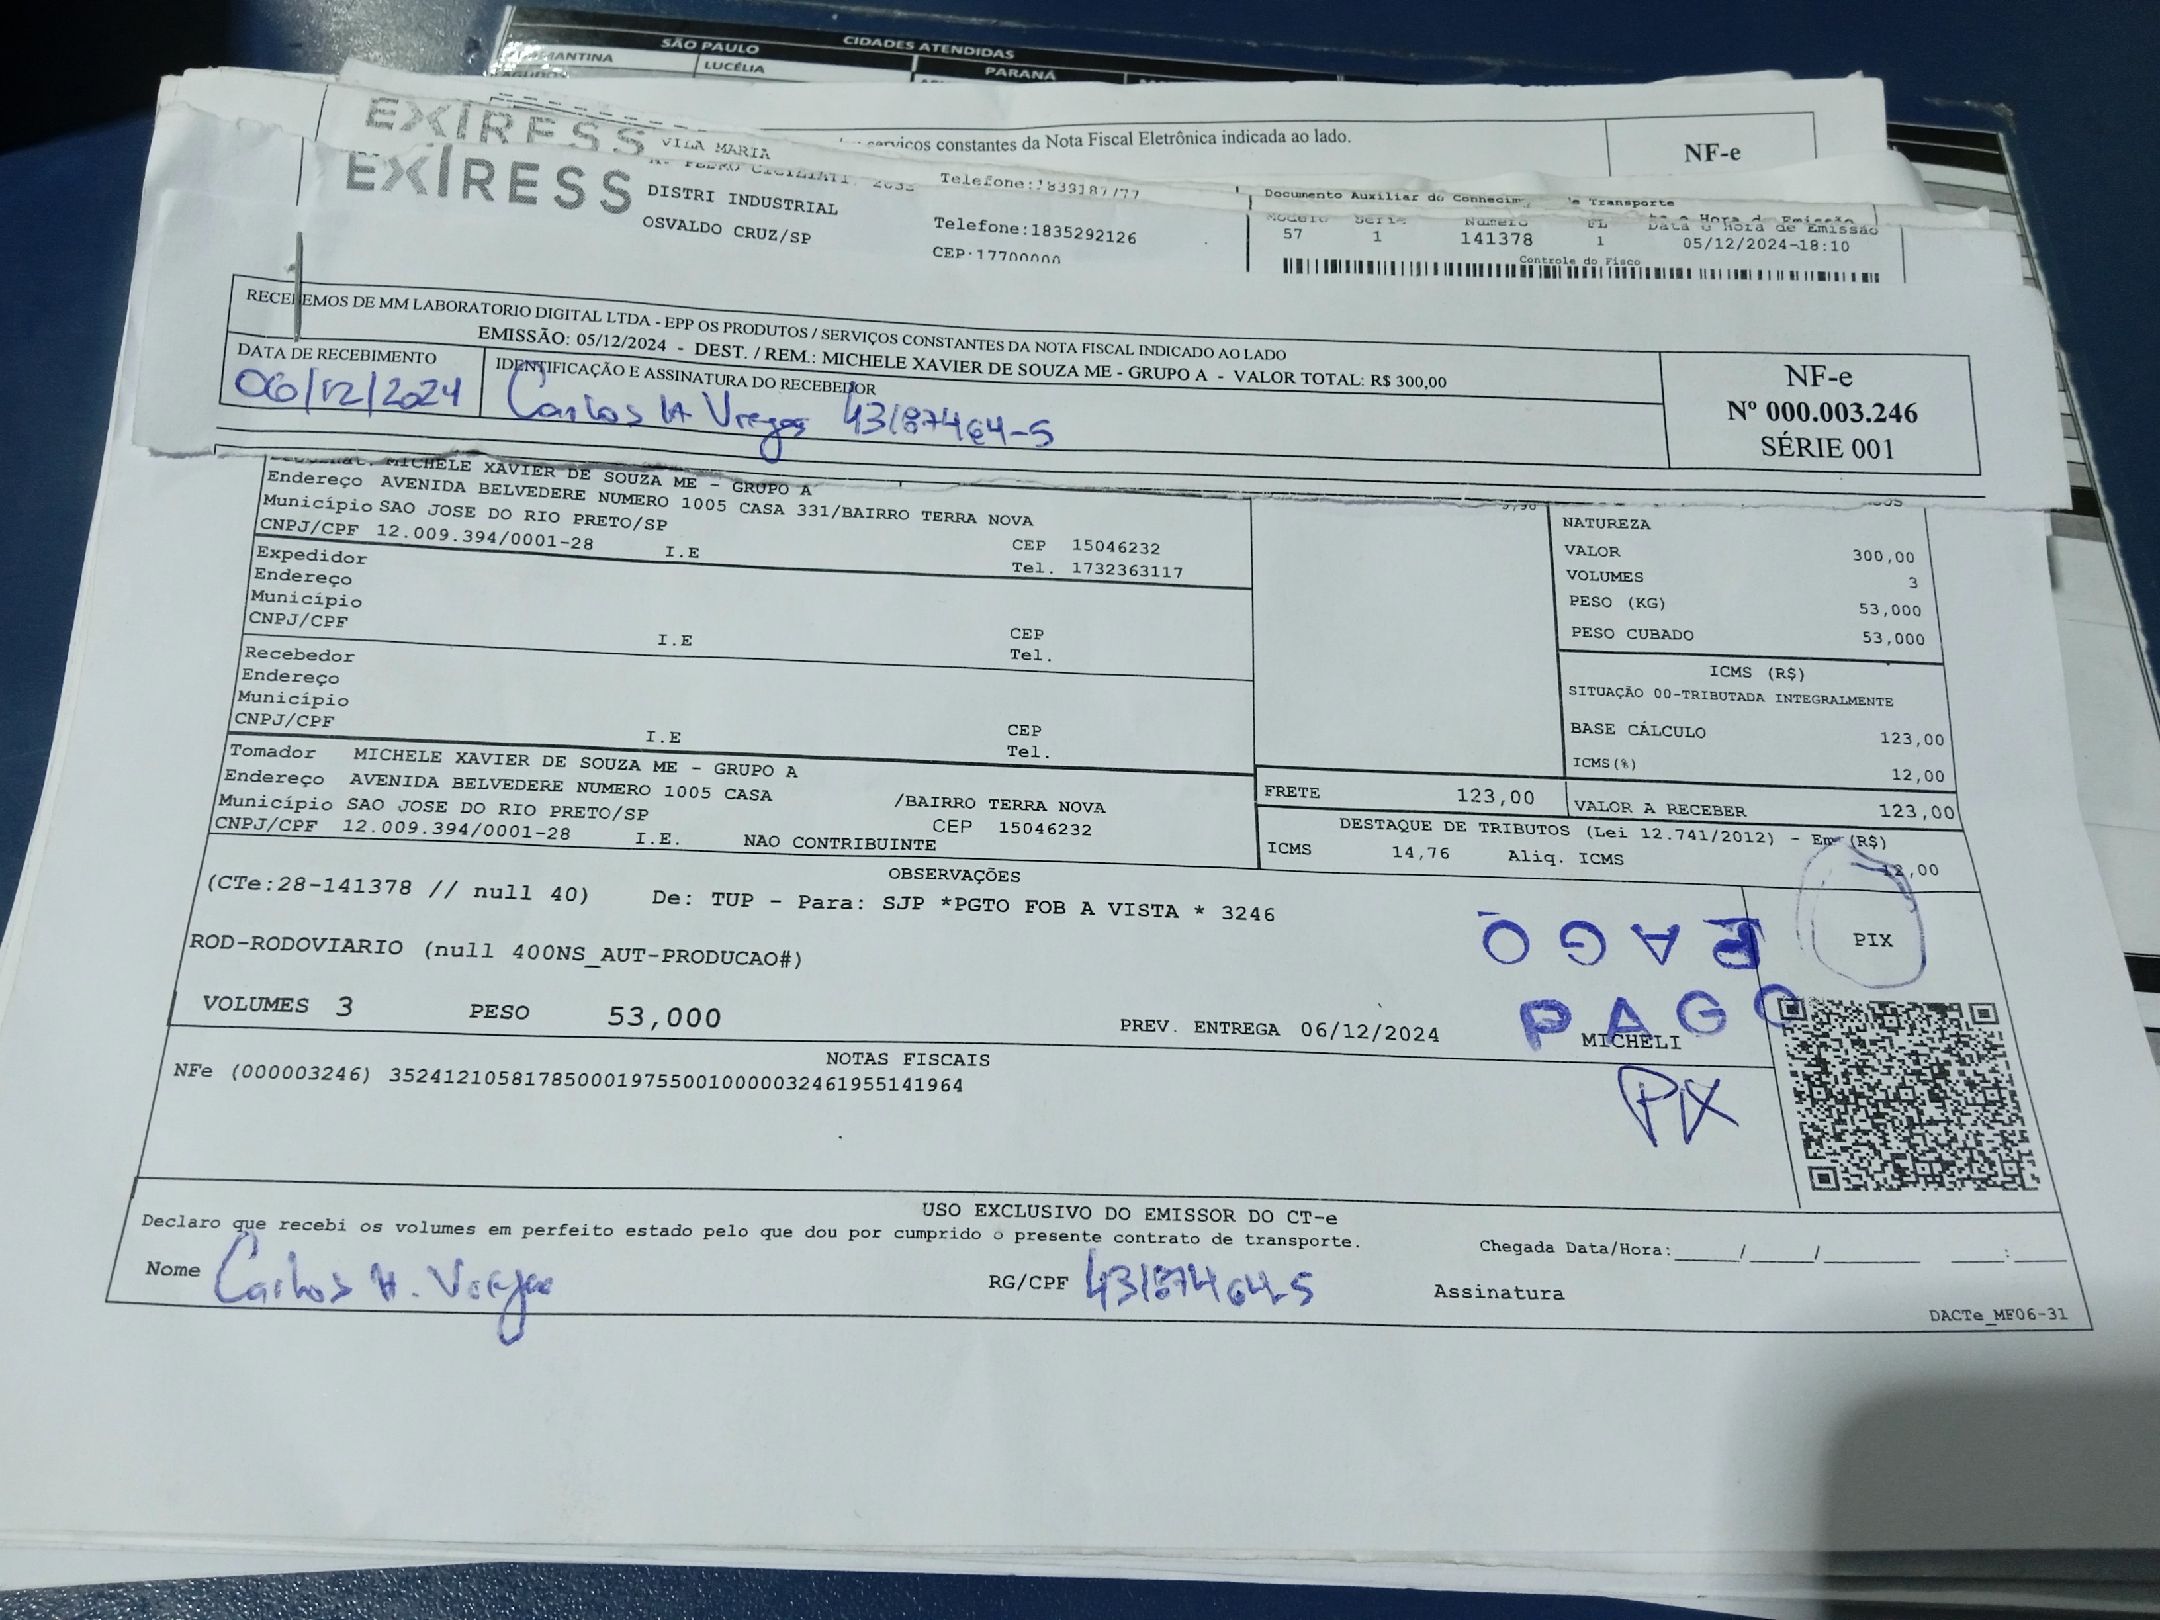 SÃO PAULO CIDADES ATENDIDAS
LUCÉLIA PARANÁ
EXIRESS VILA MARIA
serviços constantes da Nota Fiscal Eletrônica indicada ao lado.
NF-e
EXIRESS
Telefone:
DISTRI INDUSTRIAL
OSVALDO CRUZ/SP
Telefone:1835292126
CEP:17700000
Documento Auxiliar do Conhecim Transporte
Data e Hora de Emissão
57 1 141378 1 05/12/2024-18:10
Controle do Fisco
RECEBEMOS DE MM LABORATORIO DIGITAL LTDA - EPP OS PRODUTOS / SERVIÇOS CONSTANTES DA NOTA FISCAL INDICADO AO LADO
EMISSÃO: 05/12/2024 - DEST. / REM.: MICHELE XAVIER DE SOUZA ME - GRUPO A - VALOR TOTAL: R$ 300,00
DATA DE RECEBIMENTO
06/12/2024
IDENTIFICAÇÃO E ASSINATURA DO RECEBEDOR
Carlos H 43187464-5
NF-e
Nº 000.003.246
SÉRIE 001
MICHELE XAVIER DE SOUZA ME - GRUPO A
Endereço AVENIDA BELVEDERE NUMERO 1005 CASA 331/BAIRRO TERRA NOVA
Município SAO JOSE DO RIO PRETO/SP CEP 15046232
CNPJ/CPF 12.009.394/0001-28 I.E Tel. 1732363117
Expedidor
Endereço
Município CEP
CNPJ/CPF I.E Tel.
Recebedor
Endereço
Município CEP
CNPJ/CPF I.E Tel.
Tomador MICHELE XAVIER DE SOUZA ME - GRUPO A
Endereço AVENIDA BELVEDERE NUMERO 1005 CASA /BAIRRO TERRA NOVA
Município SAO JOSE DO RIO PRETO/SP CEP 15046232
CNPJ/CPF 12.009.394/0001-28 I.E. NAO CONTRIBUINTE
NATUREZA
VALOR 300,00
VOLUMES 3
PESO (KG) 53,000
PESO CUBADO 53,000
ICMS (R$)
SITUAÇÃO 00-TRIBUTADA INTEGRALMENTE
BASE CÁLCULO 123,00
ICMS(%) 12,00
FRETE 123,00 VALOR A RECEBER 123,00
DESTAQUE DE TRIBUTOS (Lei 12.741/2012) - Em (R$)
ICMS 14,76 Aliq. ICMS 12,00
OBSERVAÇÕES
(CTe:28-141378 // null 40) De: TUP - Para: SJP *PGTO FOB A VISTA * 3246
ROD-RODOVIARIO (null 400NS_AUT-PRODUCAO#)
PAGO
PIX
PAGO
VOLUMES 3 PESO 53,000 PREV. ENTREGA 06/12/2024 MICHELI
PIX
NOTAS FISCAIS
NFe (000003246) 35241210581785000197550010000032461955141964
USO EXCLUSIVO DO EMISSOR DO CT-e
Declaro que recebi os volumes em perfeito estado pelo que dou por cumprido o presente contrato de transporte.
Chegada Data/Hora:_____/_____/_______ ____:____
Nome Carlos H. RG/CPF 43187464-5 Assinatura
DACTe_MF06-31